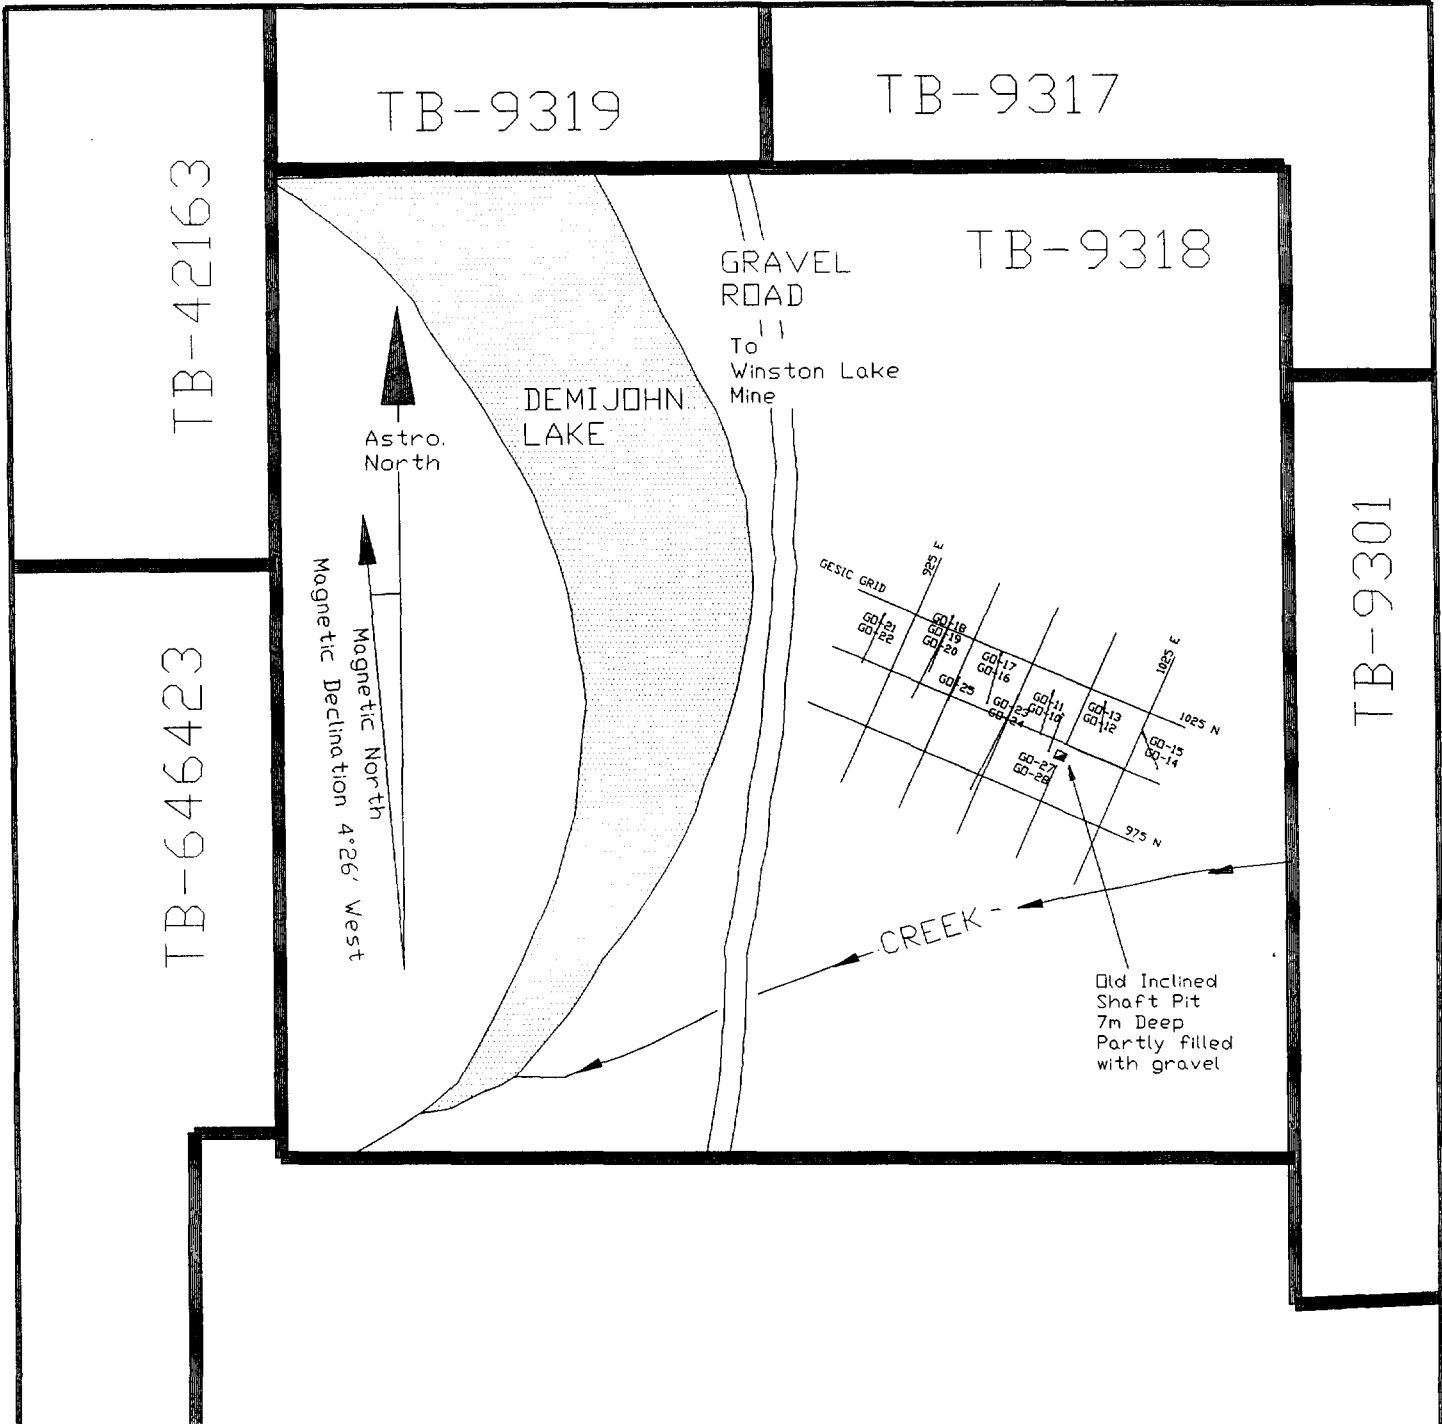 TB-9319
TB-9317
TB-42163
TB-9318
GRAVEL
ROAD
To
Winston Lake
Mine
DEMIJOHN
LAKE
Astro.
North
Magnetic North
Magnetic Declination 4°26' West
TB-646423
TB-9301
GESIC GRID
925 E
1025 E
1025 N
975 N
GD-21
GD-22
GD-18
GD-19
GD-20
GD-17
GD-16
GD-25
GD-23
GD-24
GD-11
GD-10
GD-13
GD-12
GD-15
GD-14
GD-27
GD-28
CREEK
Old Inclined
Shaft Pit
7m Deep
Partly filled
with gravel